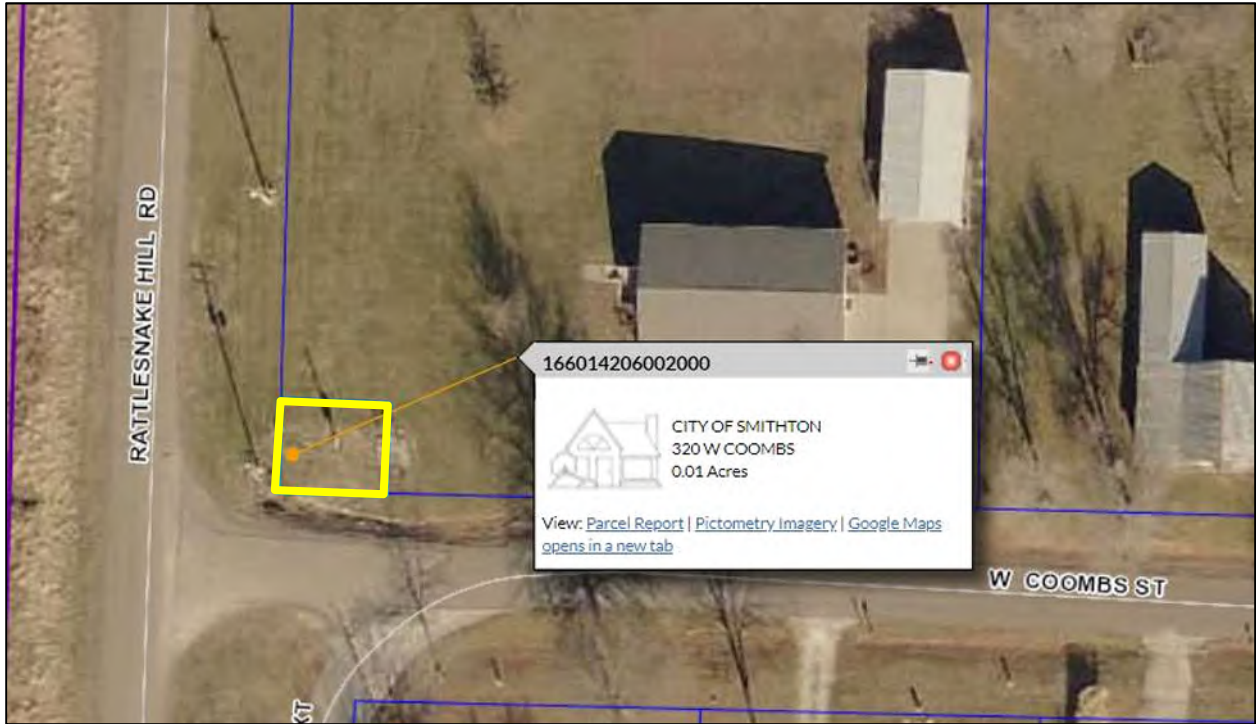 RATTLESNAKE HILL RD
166014206002000
CITY OF SMITHTON
320 W COOMBS
0.01 Acres
View: Parcel Report | Pictometry Imagery | Google Maps
opens in a new tab
W COOMBS ST